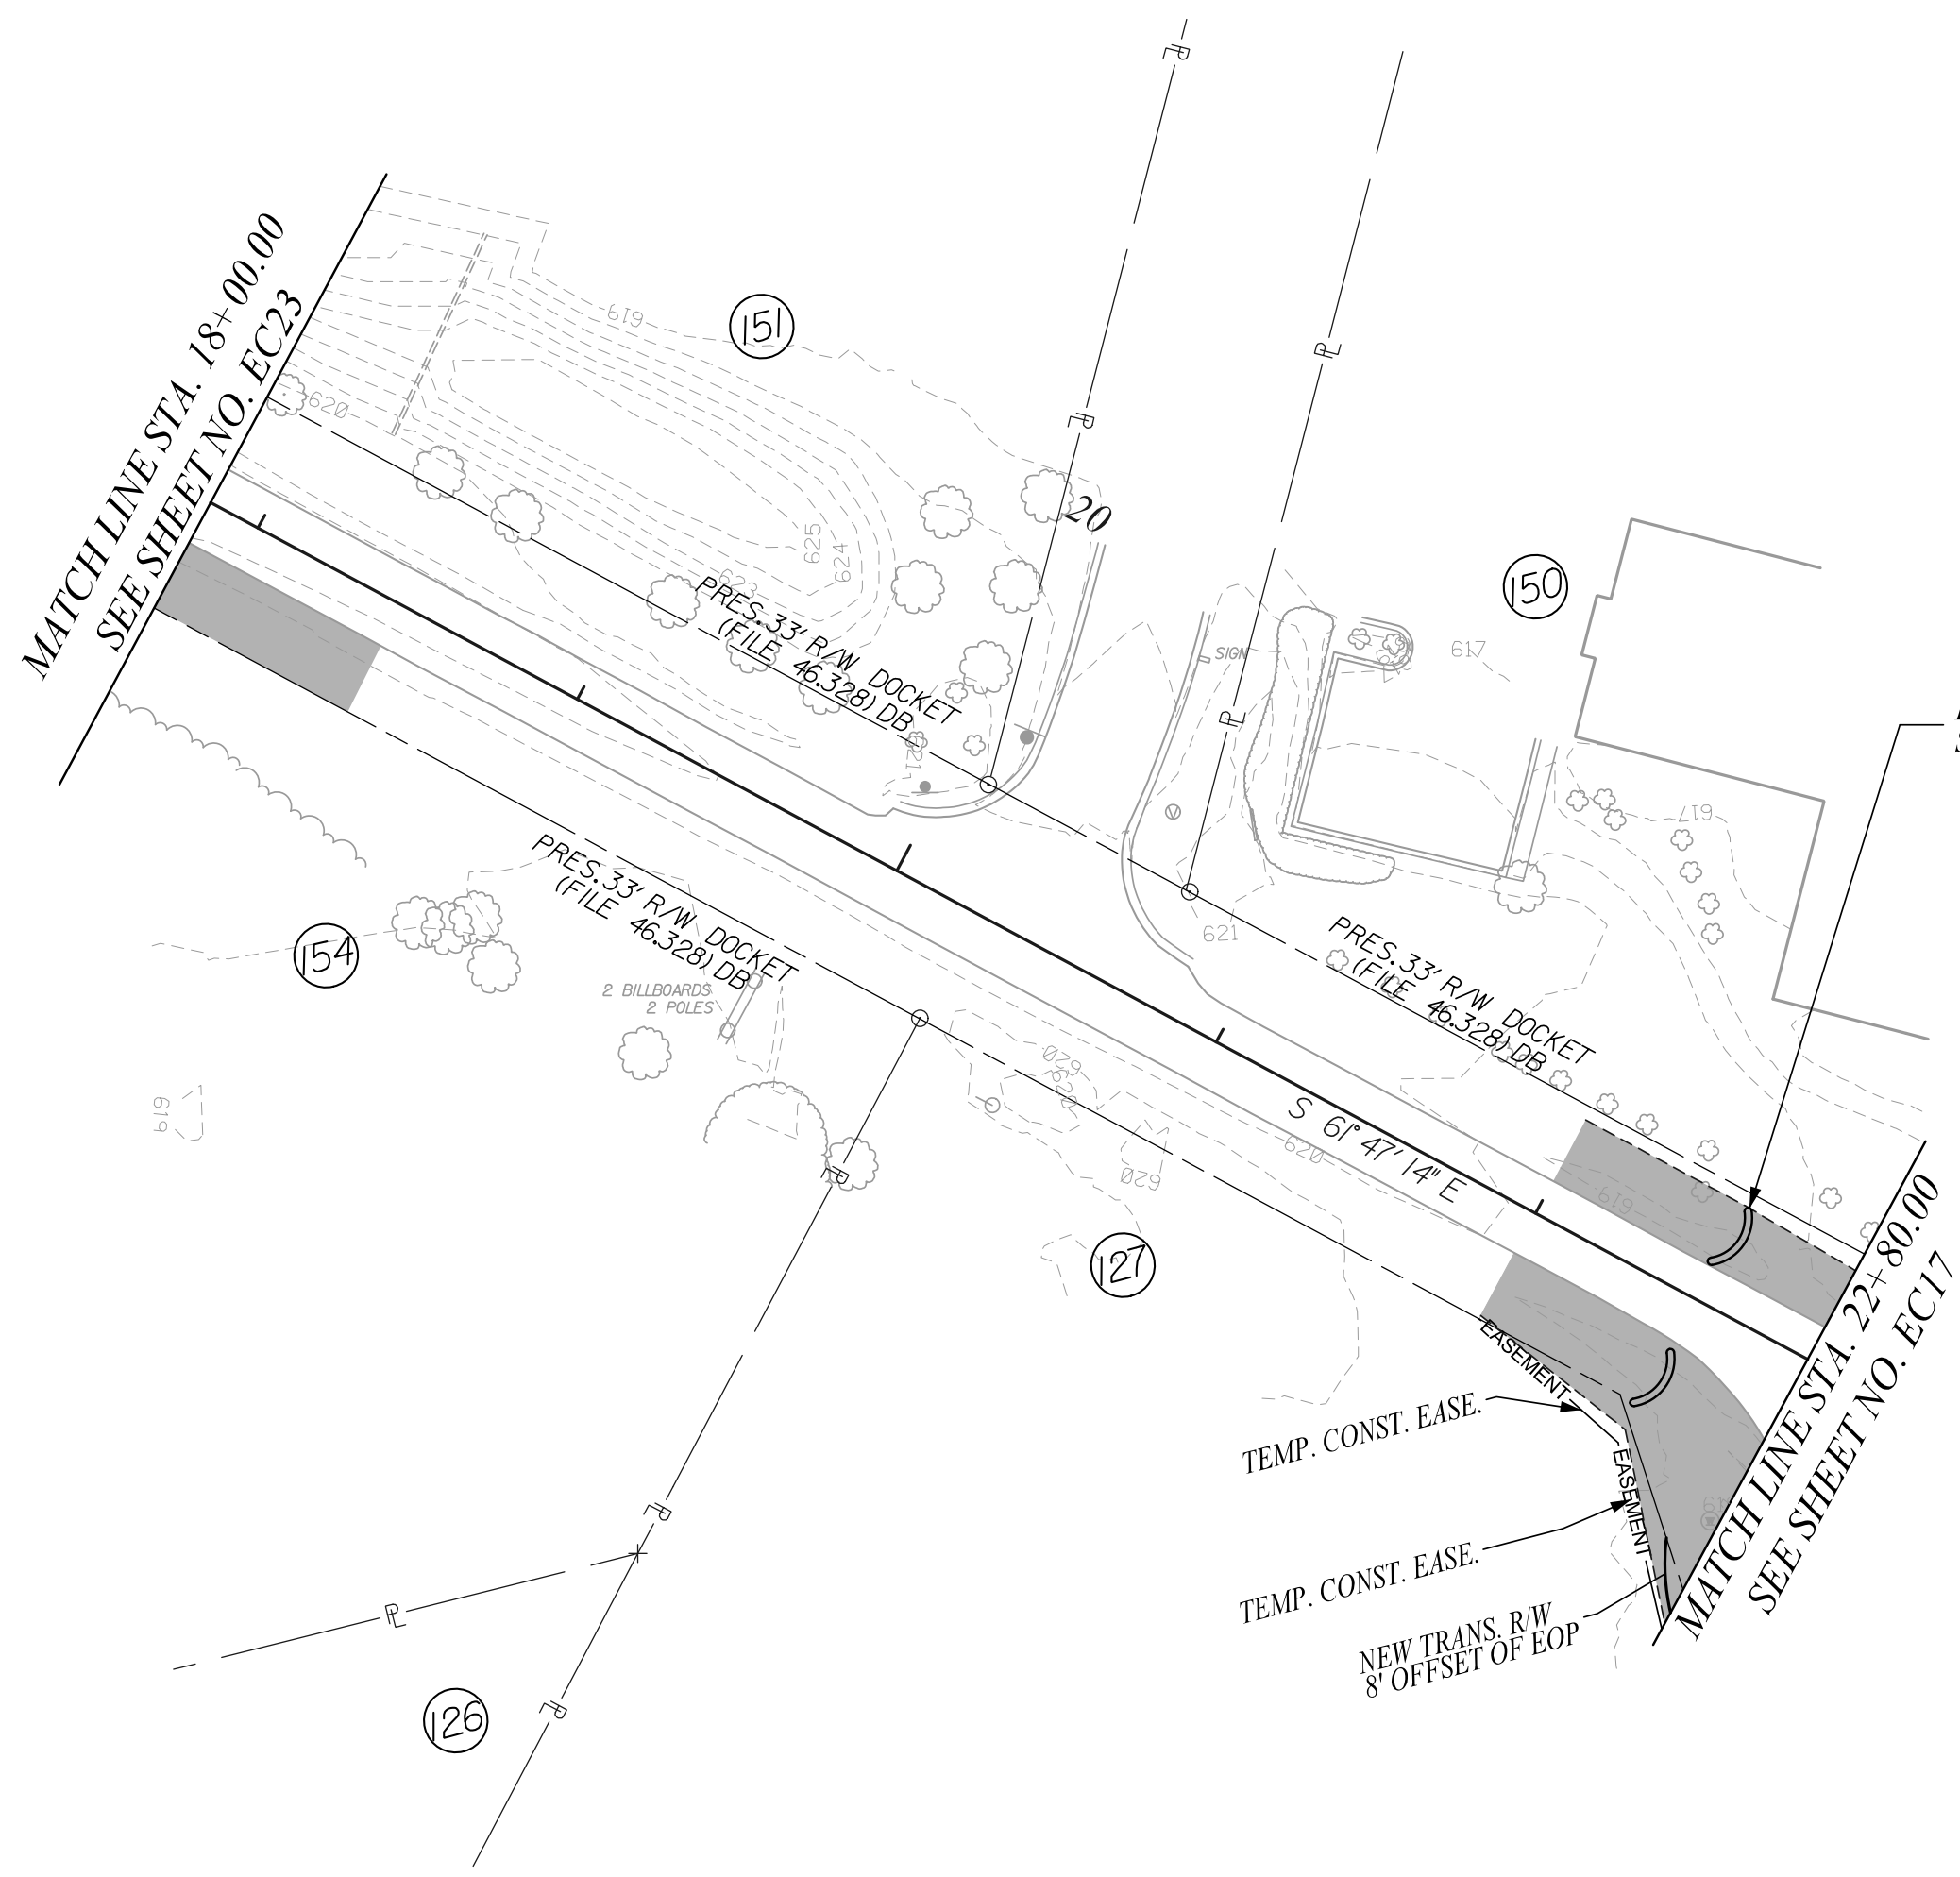 MATCH LINE STA. 18+00.00
SEE SHEET NO. EC23
619
151
620
625
624
623
20
PRES. 33' R/W DOCKET
(FILE 46.328) DB
SIGN
617
150
617
621
PRES. 33' R/W DOCKET
(FILE 46.328) DB
PRES. 33' R/W DOCKET
(FILE 46.328) DB
2 BILLBOARDS
2 POLES
154
619
620
620
620
620
S 61° 47' 14" E
619
127
EASEMENT
EASEMENT
TEMP. CONST. EASE.
TEMP. CONST. EASE.
NEW TRANS. R/W
8' OFFSET OF EOP
126
MATCH LINE STA. 22+80.00
SEE SHEET NO. EC17